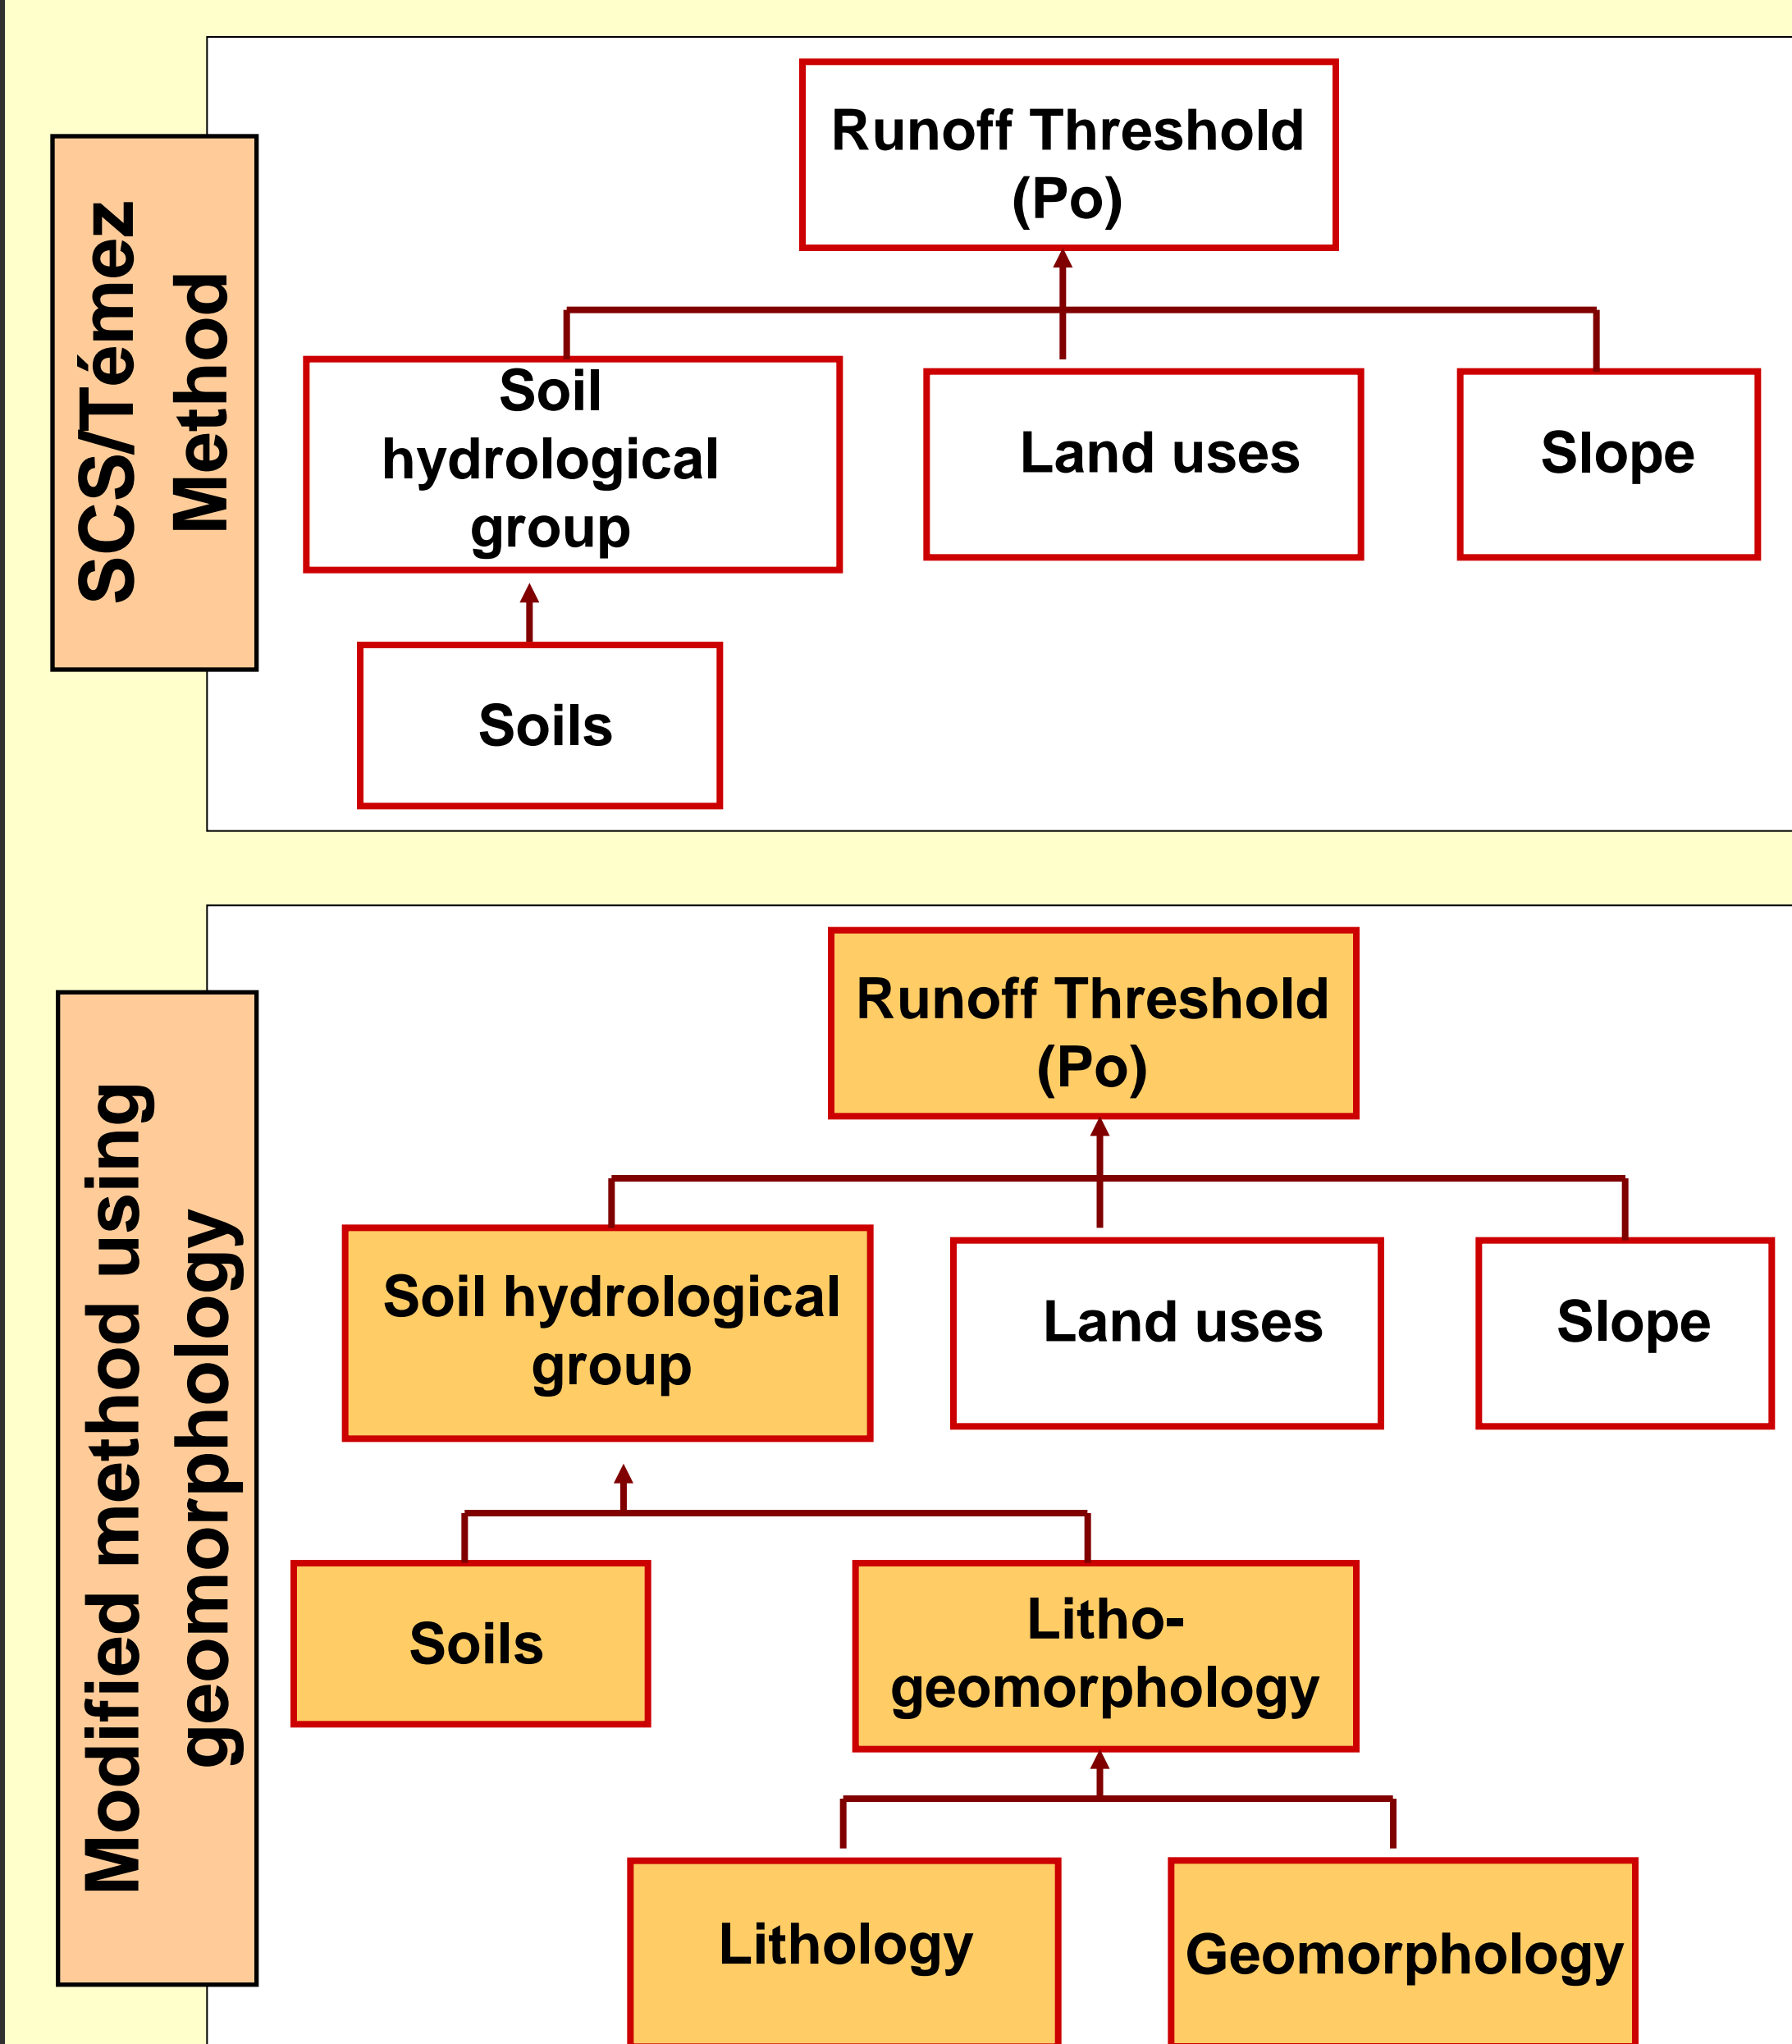 SCS/Témez
Method
Runoff Threshold
(Po)
Soil
hydrological
group
Land uses
Slope
Soils
Modified method using
geomorphology
Runoff Threshold
(Po)
Soil hydrological
group
Land uses
Slope
Soils
Litho-
geomorphology
Lithology
Geomorphology